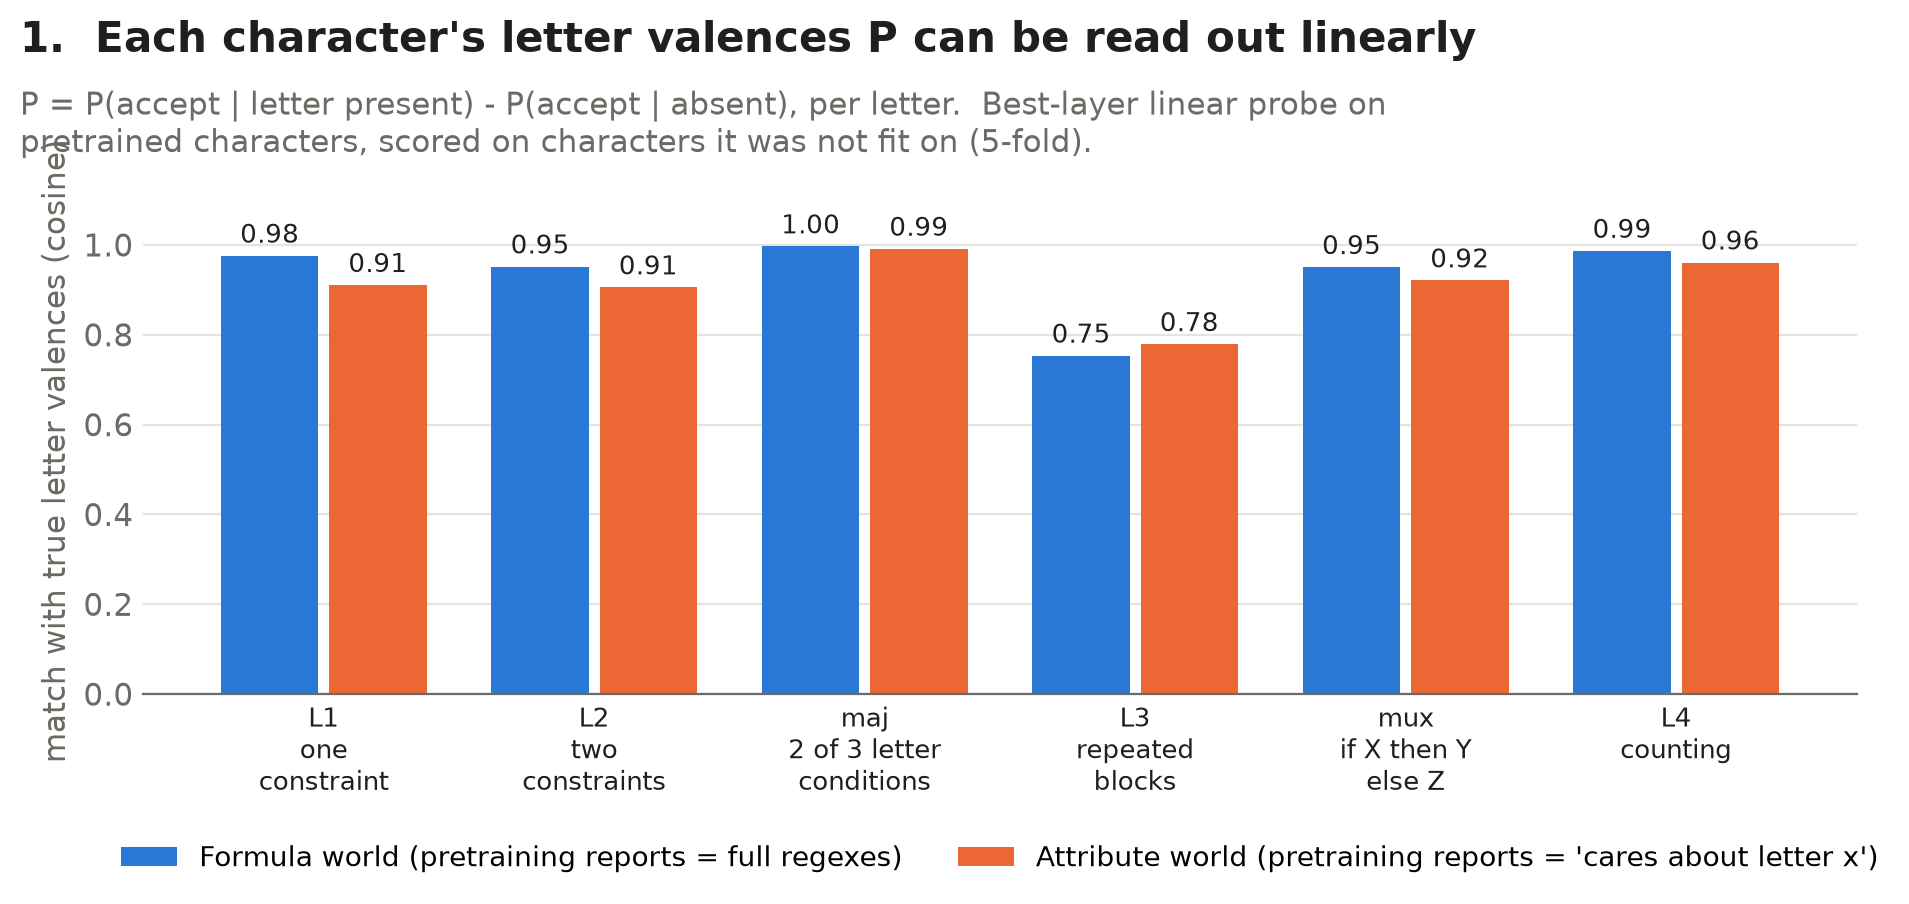 1.  Each character's letter valences P can be read out linearly
P = P(accept | letter present) - P(accept | absent), per letter.  Best-layer linear probe on
pretrained characters, scored on characters it was not fit on (5-fold).
match with true letter valences (cosine)
1.0
0.8
0.6
0.4
0.2
0.0
0.98
0.91
0.95
0.91
1.00
0.99
0.75
0.78
0.95
0.92
0.99
0.96
L1
one
constraint
L2
two
constraints
maj
2 of 3 letter
conditions
L3
repeated
blocks
mux
if X then Y
else Z
L4
counting
Formula world (pretraining reports = full regexes)
Attribute world (pretraining reports = 'cares about letter x')